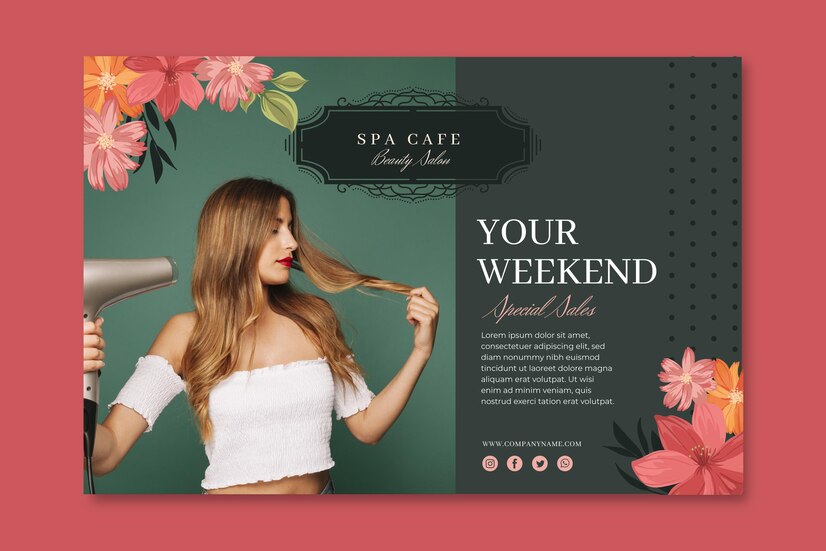 SPA CAFE
Beauty Salon
YOUR
WEEKEND
Special Sales
Lorem ipsum dolor sit amet,
consectetuer adipiscing elit,
sed diam nonummy nibh
euismod tincidunt ut
laoreet dolore magna aliquam
erat volutpat. Ut wisi
enim minim veniam,
quis nostrud exerci tation
ullamcorper aliquam erat volutpat.
WWW.COMPANYNAME.COM